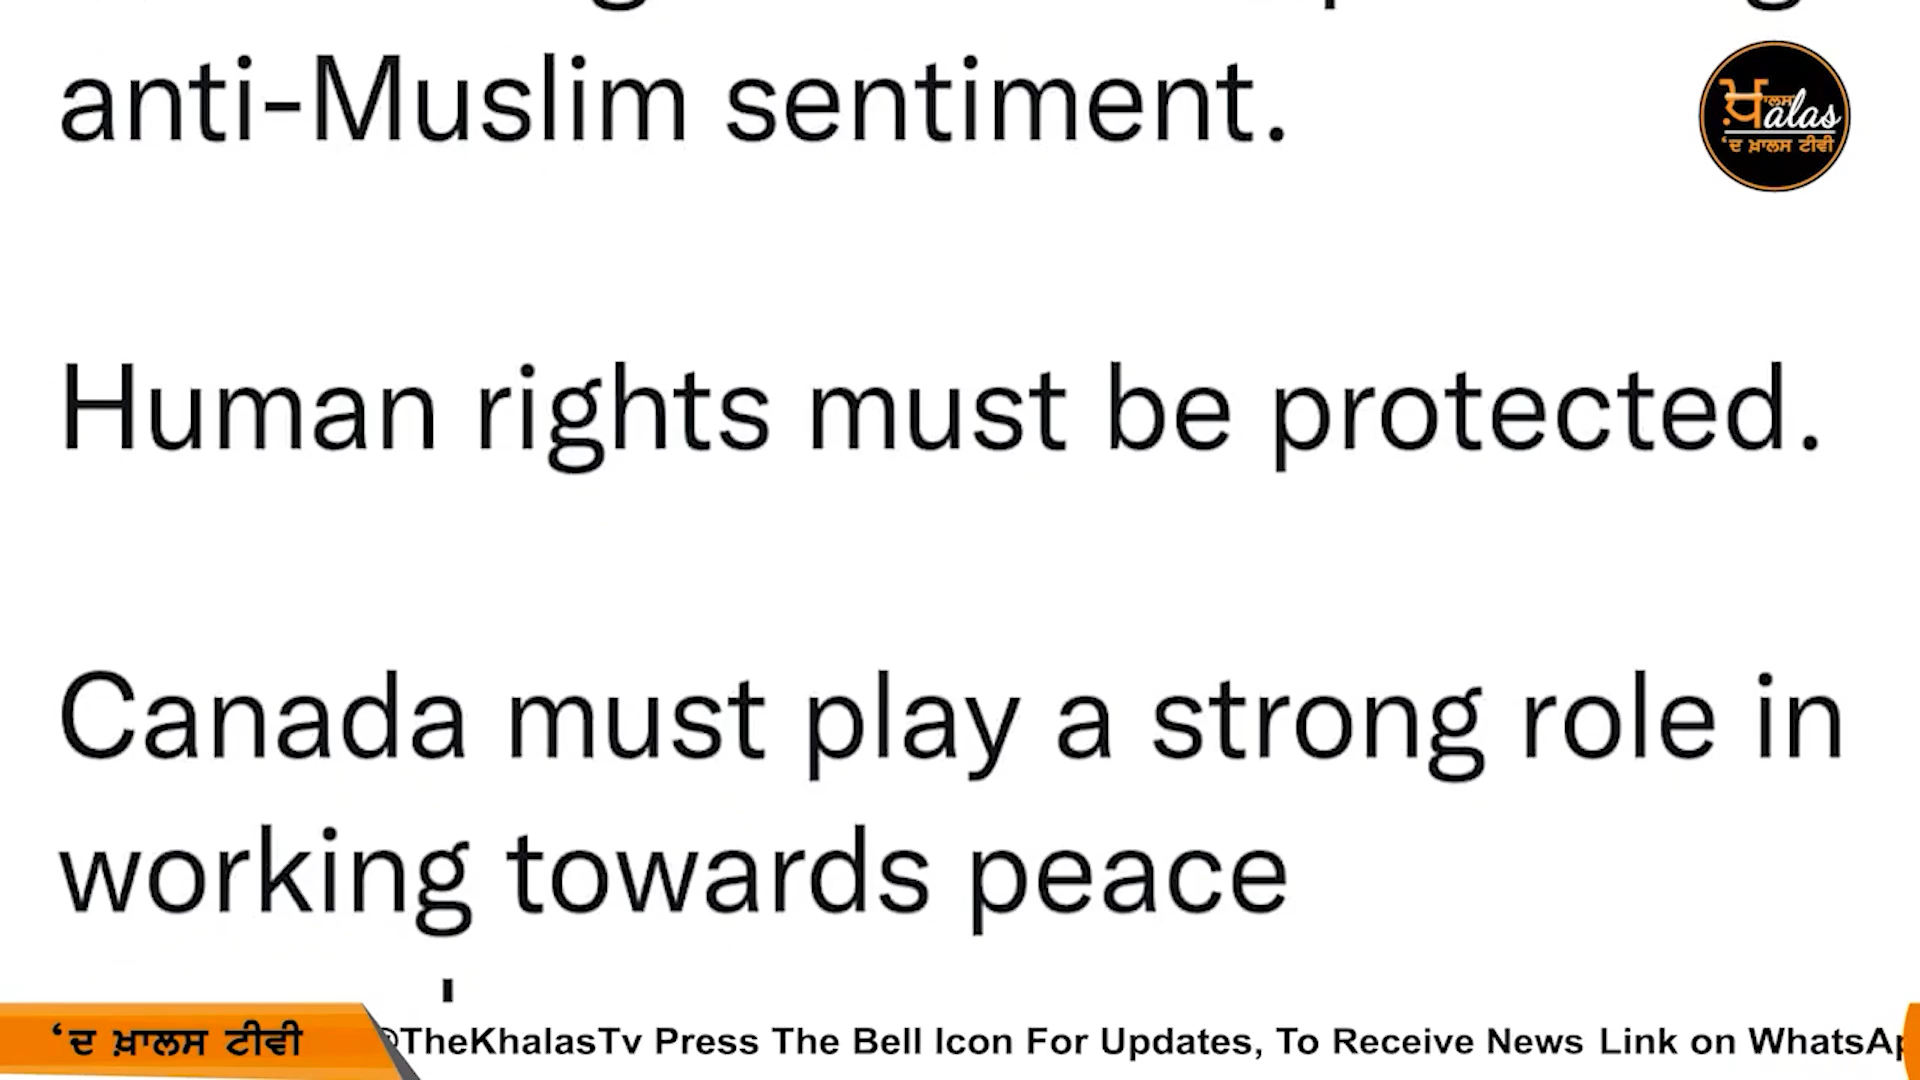 anti-Muslim sentiment.
ਖ਼ਾਲਸ alas
‘ਦ ਖ਼ਾਲਸ ਟੀਵੀ
Human rights must be protected.
Canada must play a strong role in
working towards peace
‘ਦ ਖ਼ਾਲਸ ਟੀਵੀ
@TheKhalasTv Press The Bell Icon For Updates, To Receive News Link on